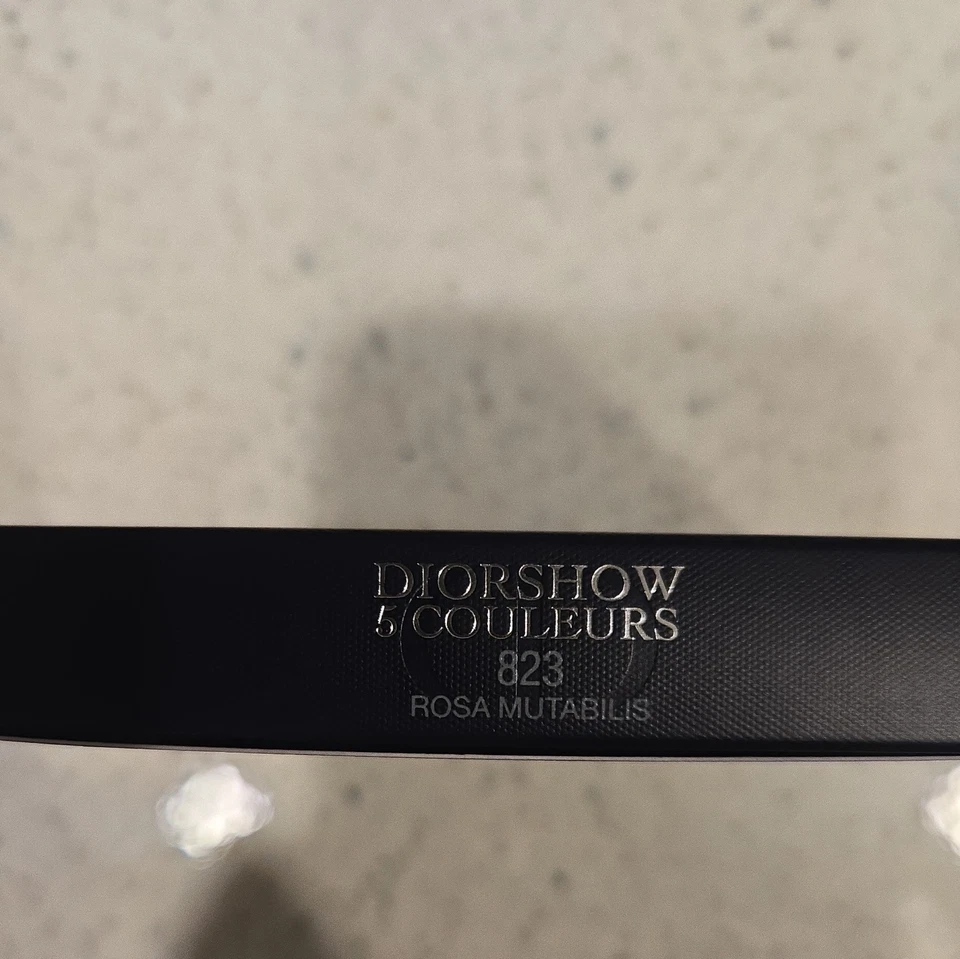 DIORSHOW
5 COULEURS
823
ROSA MUTABILIS